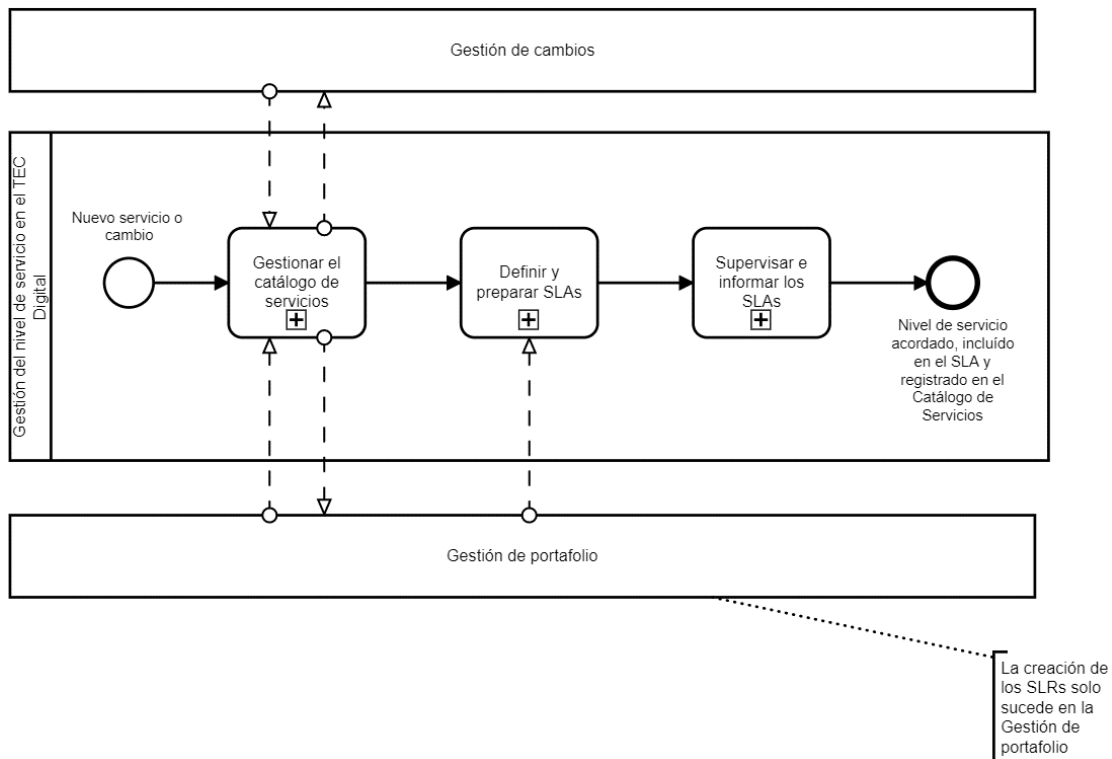 Gestión de cambios
Gestión del nivel de servicio en el TEC
Digital
Nuevo servicio o
cambio
Gestionar el
catálogo de
servicios
Definir y
preparar SLAs
Supervisar e
informar los
SLAs
Nivel de servicio
acordado, incluído
en el SLA y
registrado en el
Catálogo de
Servicios
Gestión de portafolio
La creación de
los SLRs solo
sucede en la
Gestión de
portafolio